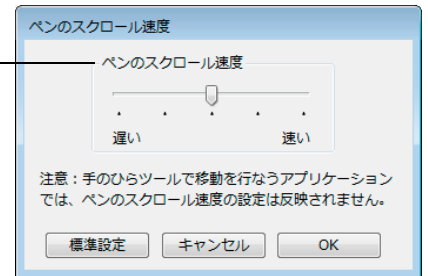 ペンのスクロール速度
ペンのスクロール速度
遅い 速い
注意：手のひらツールで移動を行なうアプリケーション
では、ペンのスクロール速度の設定は反映されません。
標準設定 キャンセル OK